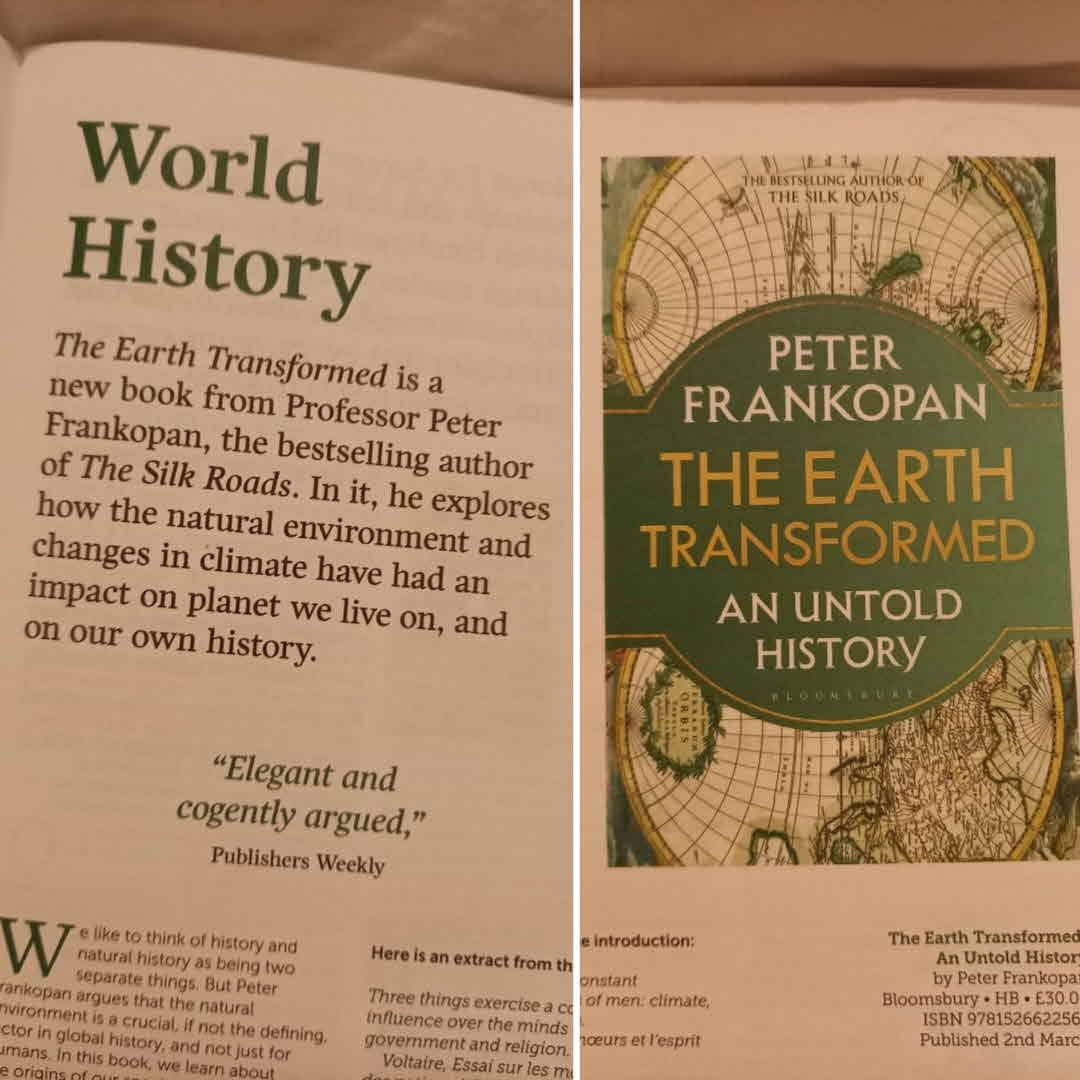 World
History
The Earth Transformed is a
new book from Professor Peter
Frankopan, the bestselling author
of The Silk Roads. In it, he explores
how the natural environment and
changes in climate have had an
impact on planet we live on, and
on our own history.
“Elegant and
cogently argued,”
Publishers Weekly
We like to think of history and
natural history as being two
separate things. But Peter
rankopan argues that the natural
nvironment is a crucial, if not the defining,
ctor in global history, and not just for
umans. In this book, we learn about
e origins of our
Here is an extract from th
Three things exercise a co
influence over the minds
government and religion.
Voltaire, Essai sur les m
THE BESTSELLING AUTHOR OF
THE SILK ROADS
PETER
FRANKOPAN
THE EARTH
TRANSFORMED
AN UNTOLD
HISTORY
BLOOMSBURY
ORBIS
e introduction:
onstant
of men: climate,
nœurs et l'esprit
The Earth Transformed
An Untold History
by Peter Frankopan
Bloomsbury • HB • £30.0
ISBN 978152662256
Published 2nd Marc